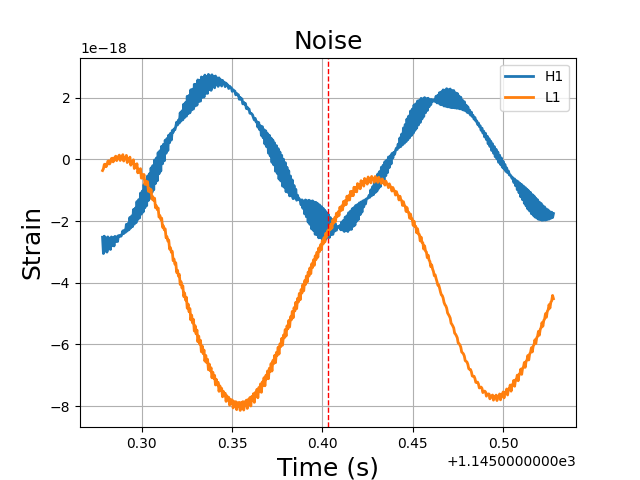 Noise
1e−18
H1
L1
2
0
−2
−4
−6
−8
Strain
0.30 0.35 0.40 0.45 0.50
+1.1450000000e3
Time (s)